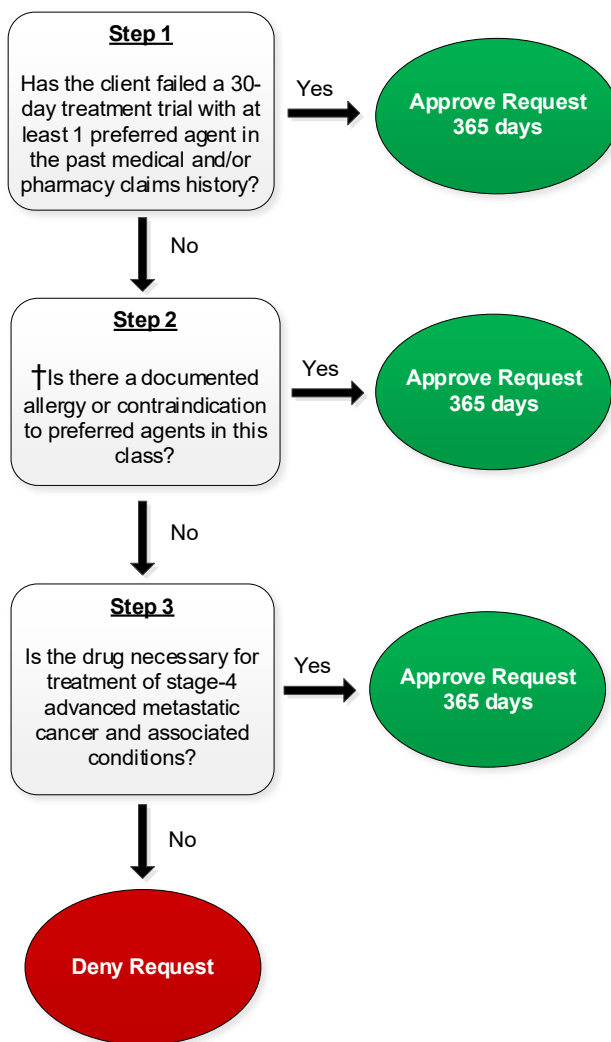 Step 1
Has the client failed a 30-
day treatment trial with at
least 1 preferred agent in
the past medical and/or
pharmacy claims history?
Yes
Approve Request
365 days
No
Step 2
†Is there a documented
allergy or contraindication
to preferred agents in this
class?
Yes
Approve Request
365 days
No
Step 3
Is the drug necessary for
treatment of stage-4
advanced metastatic
cancer and associated
conditions?
Yes
Approve Request
365 days
No
Deny Request